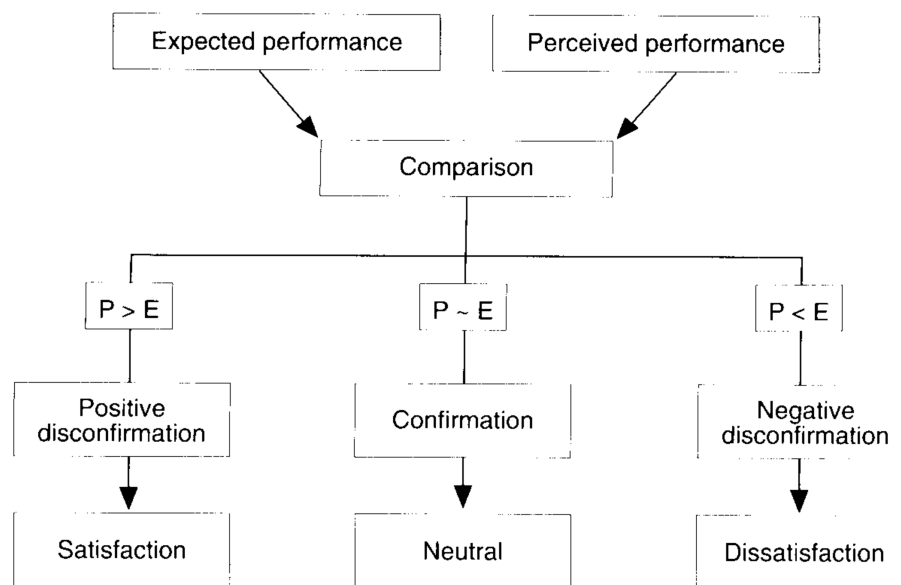 Expected performance
Perceived performance
Comparison
P > E
P ~ E
P < E
Positive
disconfirmation
Confirmation
Negative
disconfirmation
Satisfaction
Neutral
Dissatisfaction